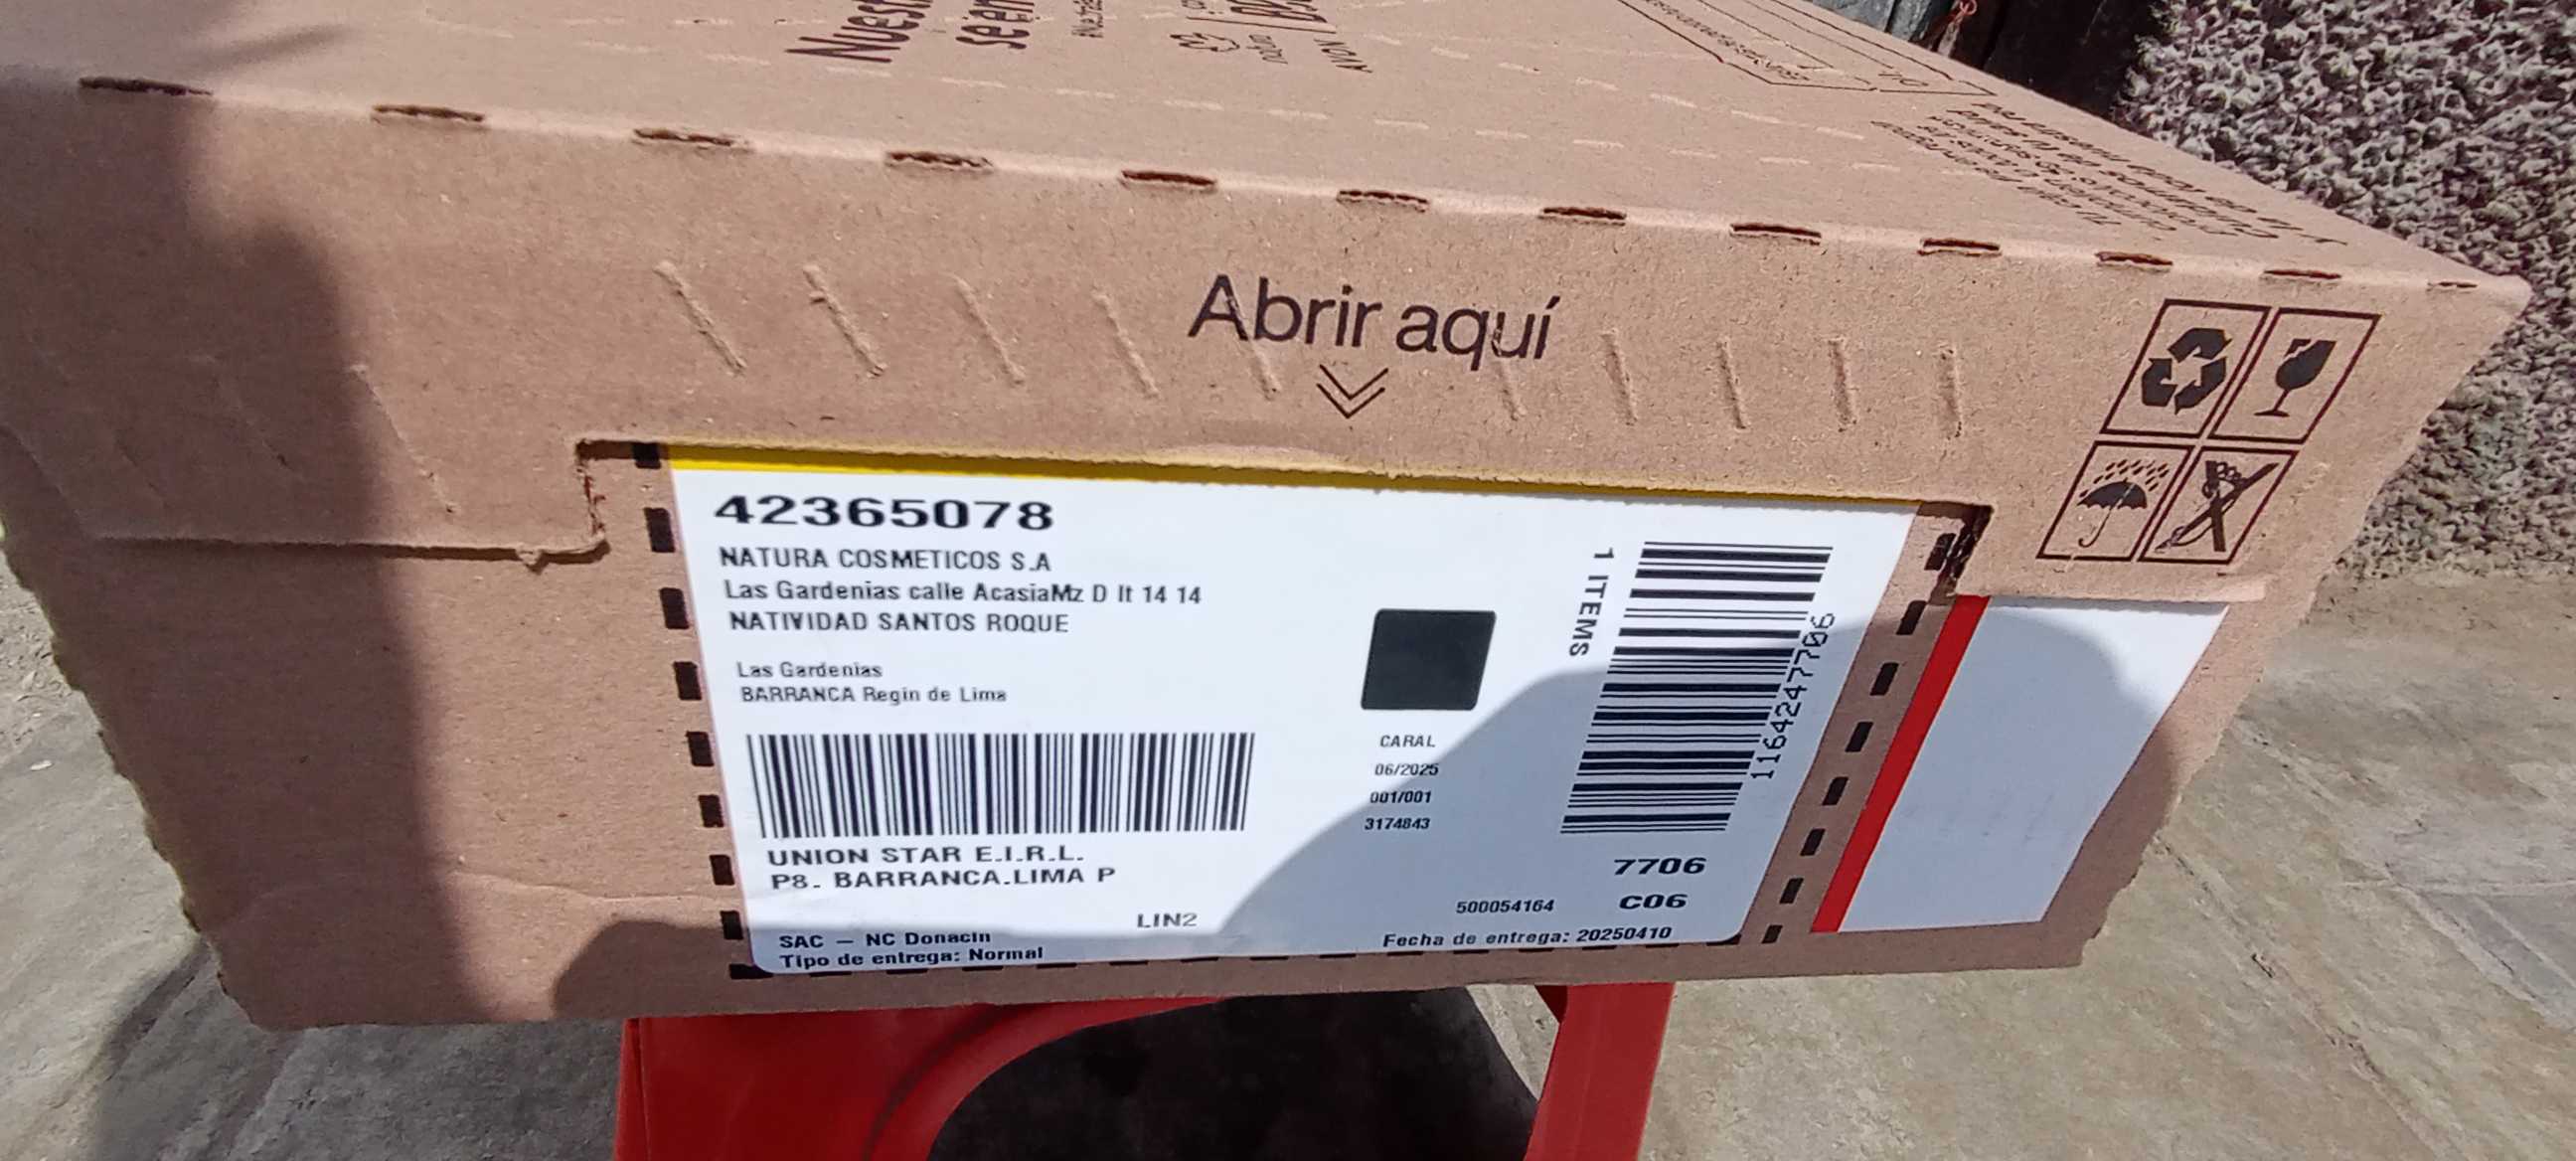 Abrir aquí
42365078
NATURA COSMETICOS S.A
Las Gardenias calle AcasiaMz D lt 14 14
NATIVIDAD SANTOS ROQUE
Las Gardenias
BARRANCA Regin de Lima
UNION STAR E.I.R.L.
P8. BARRANCA.LIMA P
LIN2
SAC – NC Donacin
Tipo de entrega: Normal
CARAL
06/2025
001/001
3174843
1 ITEMS
1164247706
7706
C06
500054164
Fecha de entrega: 20250410
AVON